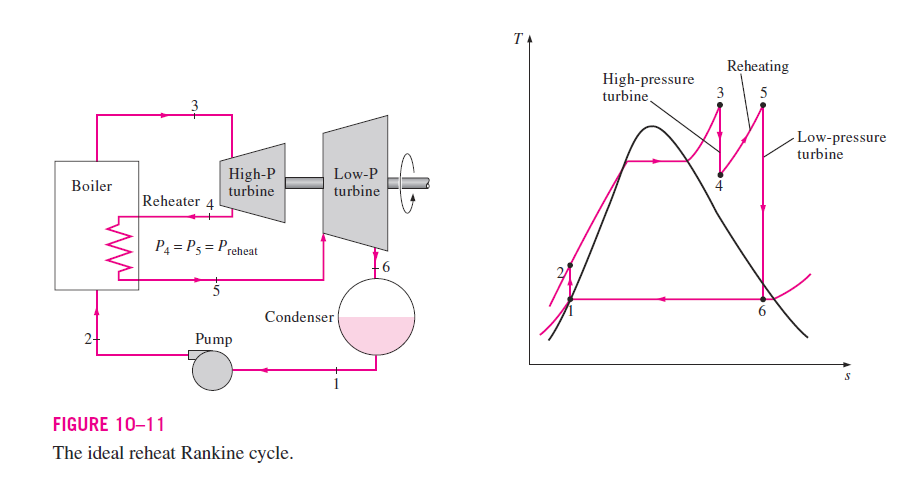 3
Boiler
High-P
turbine
Low-P
turbine
Reheater
4
P4 = P5 = Preheat
5
6
Condenser
2
Pump
1
T
High-pressure
turbine
Reheating
3
5
Low-pressure
turbine
4
2
1
6
s
FIGURE 10–11
The ideal reheat Rankine cycle.